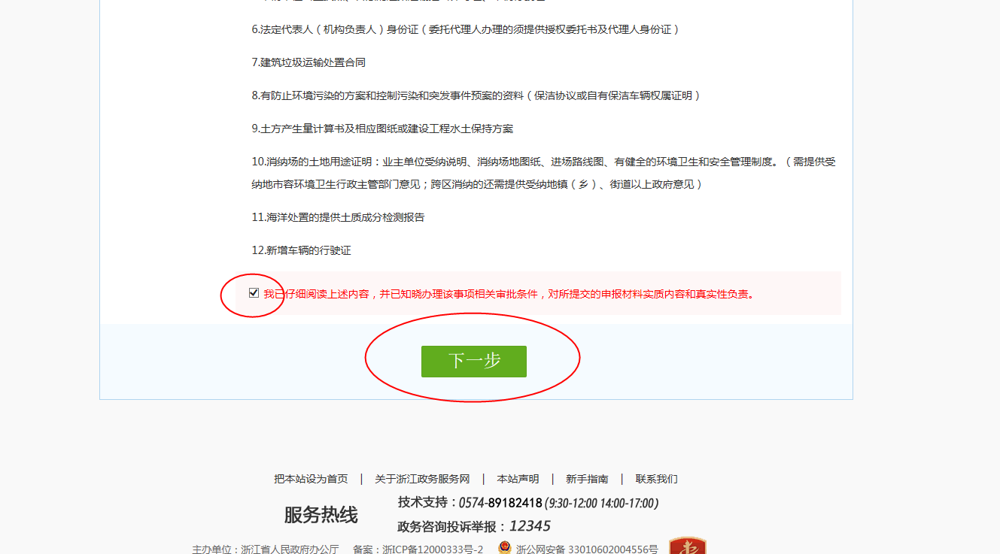 6.法定代表人（机构负责人）身份证（委托代理人办理的须提供授权委托书及代理人身份证）
7.建筑垃圾运输处置合同
8.有防止环境污染的方案和控制污染和突发事件预案的资料（保洁协议或自有保洁车辆权属证明）
9.土方产生量计算书及相应图纸或建设工程水土保持方案
10.消纳场的土地用途证明：业主单位受纳说明、消纳场地图纸、进场路线图、有健全的环境卫生和安全管理制度。（需提供受
纳地市容环境卫生行政主管部门意见；跨区消纳的还需提供受纳地镇（乡）、街道以上政府意见）
11.海洋处置的提供土质成分检测报告
12.新增车辆的行驶证
我已仔细阅读上述内容，并已知晓办理该事项相关审批条件，对所提交的申报材料实质内容和真实性负责。
下一步
把本站设为首页 | 关于浙江政务服务网 | 本站声明 | 新手指南 | 联系我们
服务热线
技术支持：0574-89182418 (9:30-12:00 14:00-17:00)
政务咨询投诉举报：12345
主办单位：浙江省人民政府办公厅 备案：浙ICP备12000333号-2 浙公网安备 33010602004556号